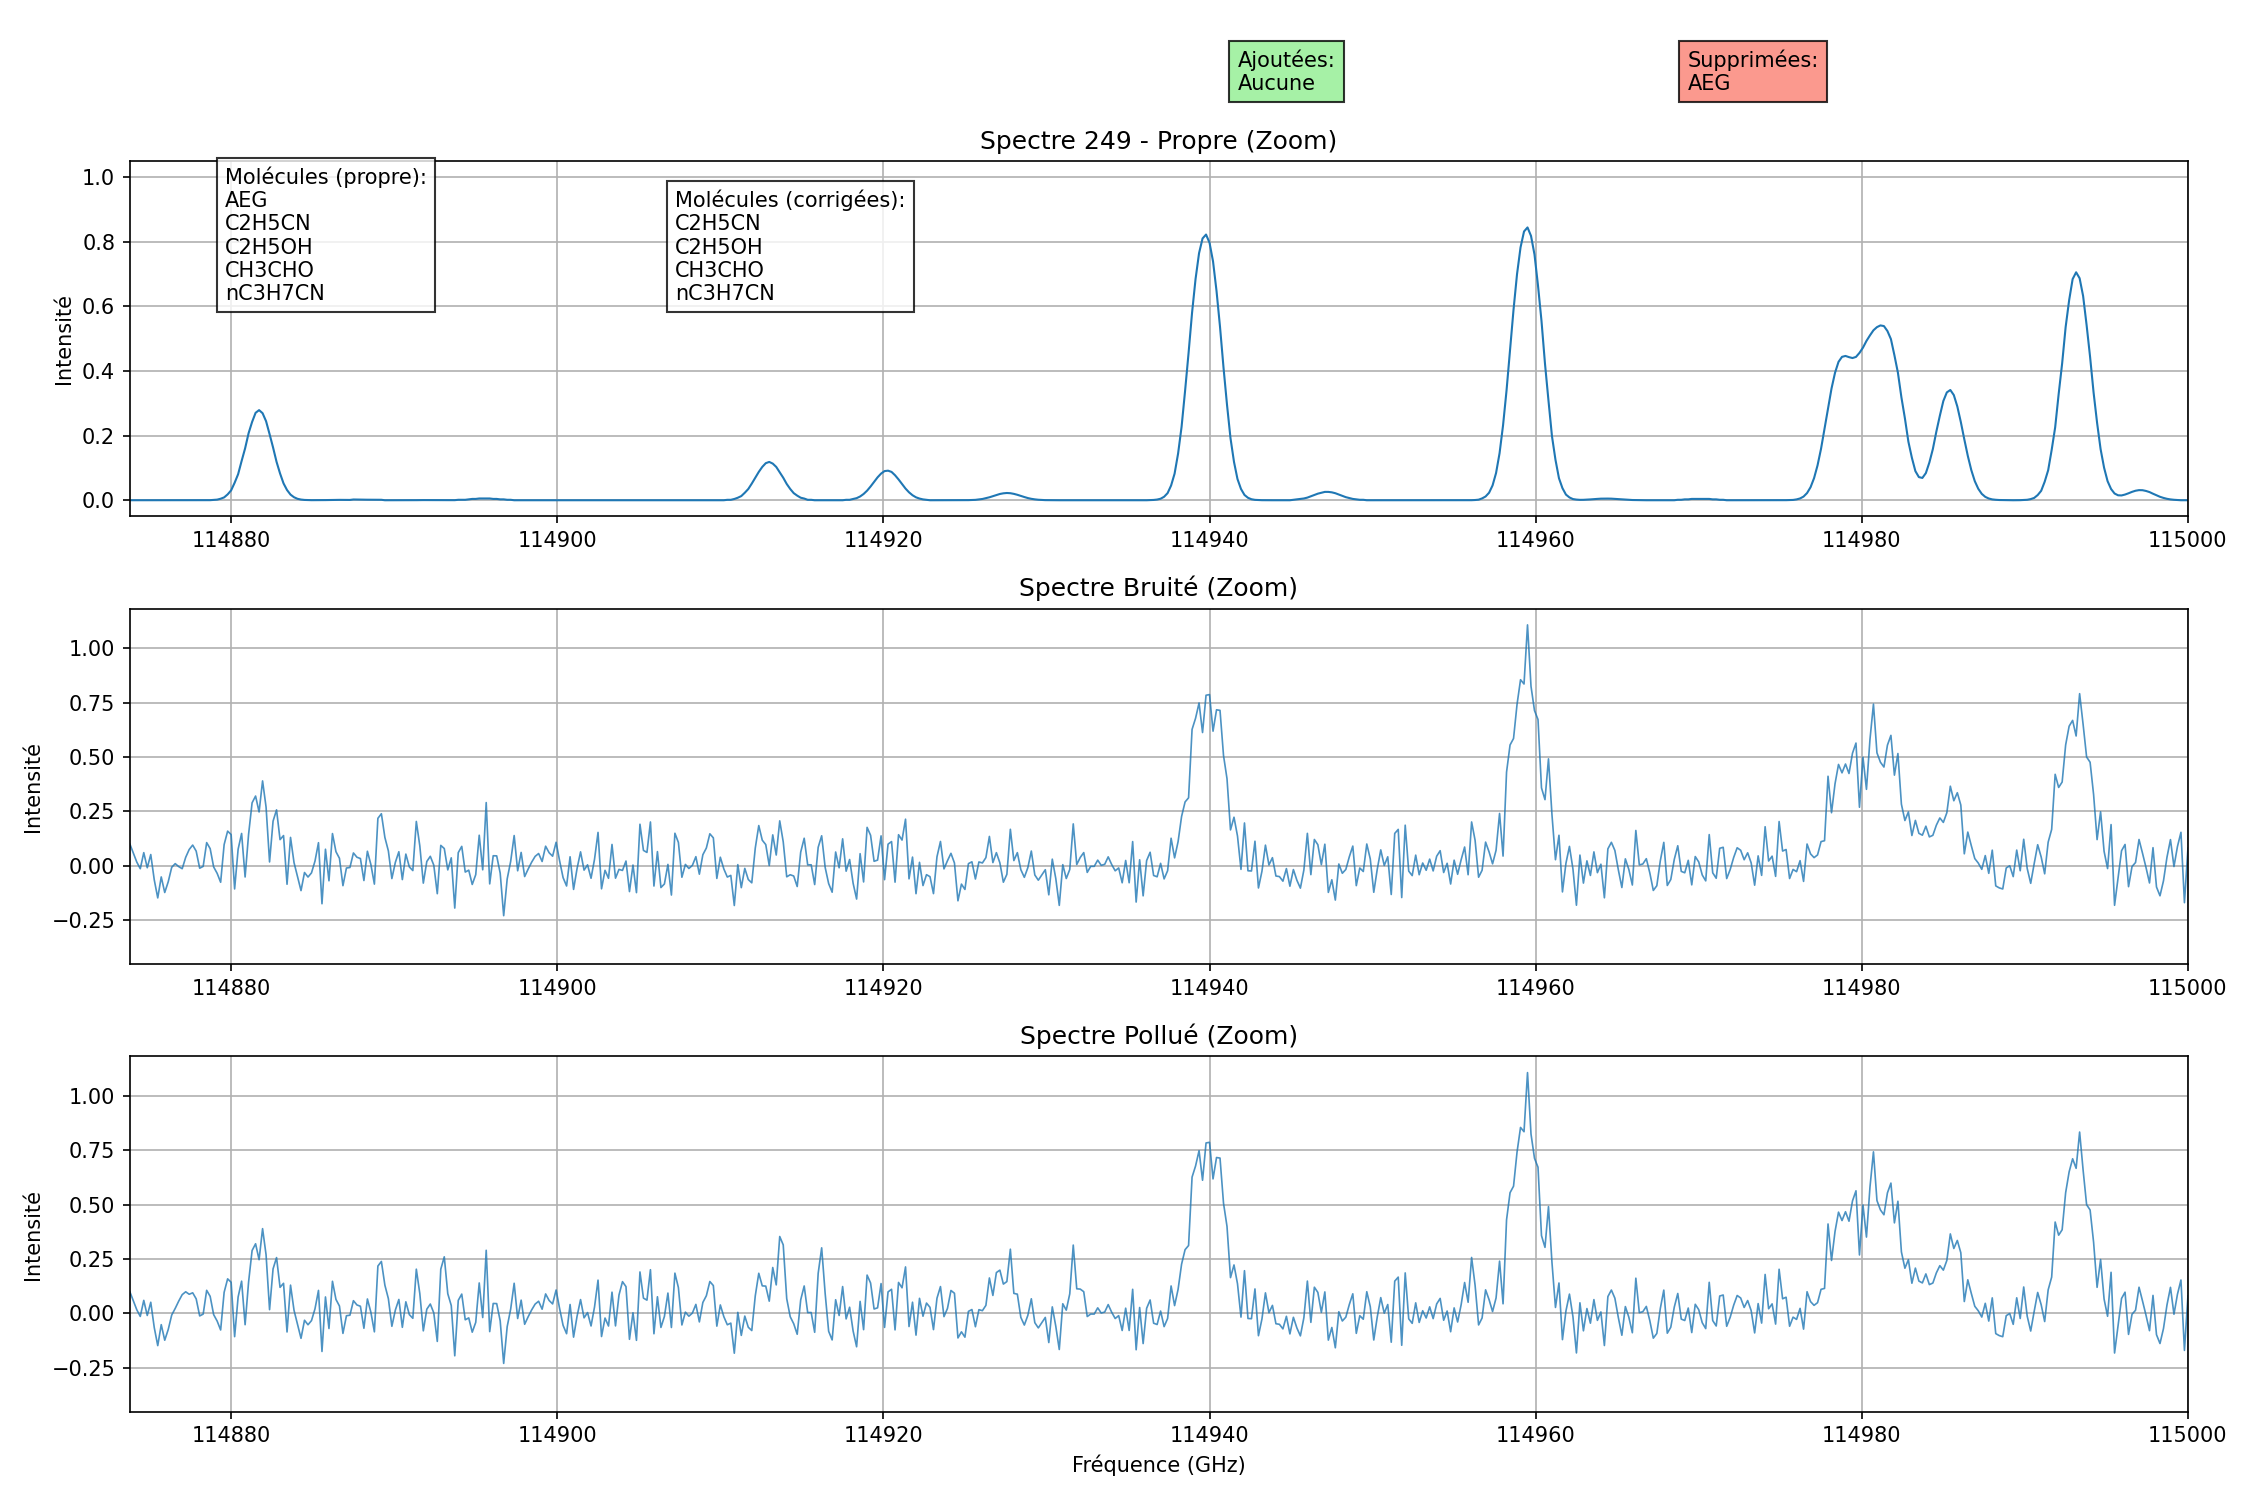 Ajoutées:
Aucune
Supprimées:
AEG
Spectre 249 - Propre (Zoom)
Molécules (propre):
AEG
C2H5CN
C2H5OH
CH3CHO
nC3H7CN
Molécules (corrigées):
C2H5CN
C2H5OH
CH3CHO
nC3H7CN
Intensité
1.0
0.8
0.6
0.4
0.2
0.0
114880
114900
114920
114940
114960
114980
115000
Spectre Bruité (Zoom)
Intensité
1.00
0.75
0.50
0.25
0.00
−0.25
114880
114900
114920
114940
114960
114980
115000
Spectre Pollué (Zoom)
Intensité
1.00
0.75
0.50
0.25
0.00
−0.25
114880
114900
114920
114940
114960
114980
115000
Fréquence (GHz)